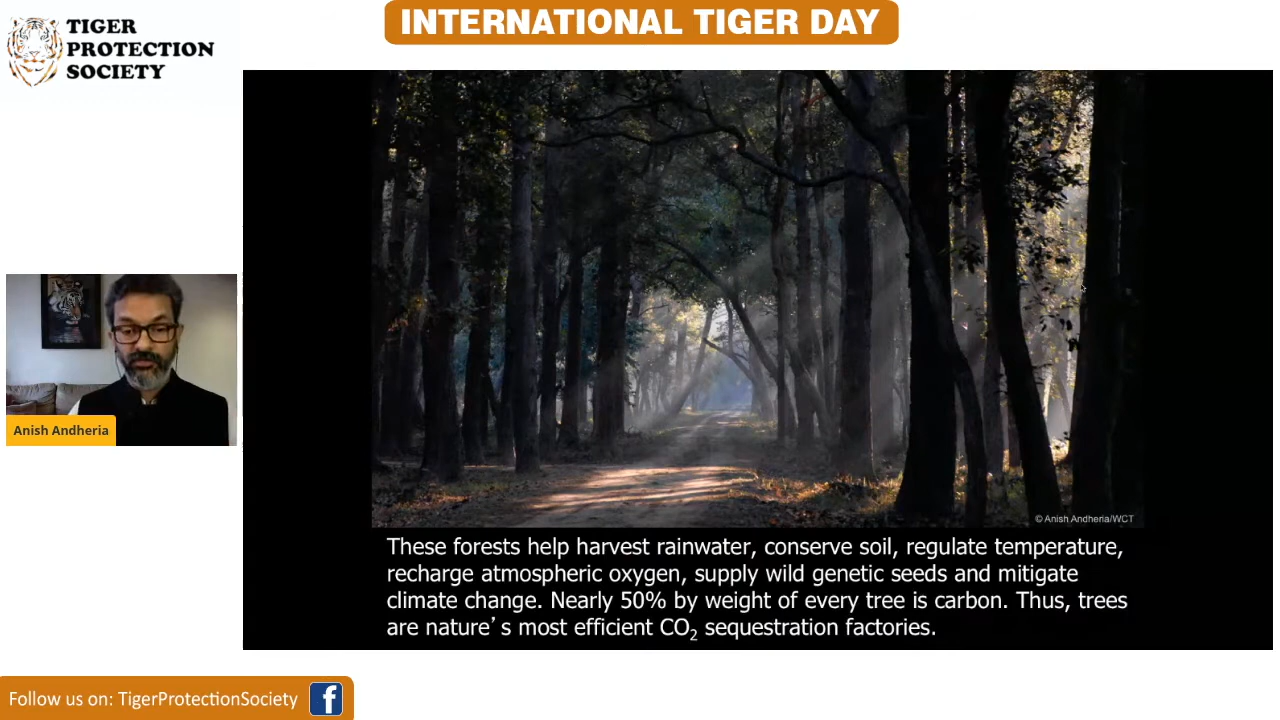 INTERNATIONAL TIGER DAY
TIGER
PROTECTION
SOCIETY
Anish Andheria
© Anish Andheria/WCT
These forests help harvest rainwater, conserve soil, regulate temperature,
recharge atmospheric oxygen, supply wild genetic seeds and mitigate
climate change. Nearly 50% by weight of every tree is carbon. Thus, trees
are nature's most efficient CO₂ sequestration factories.
Follow us on: TigerProtectionSociety f